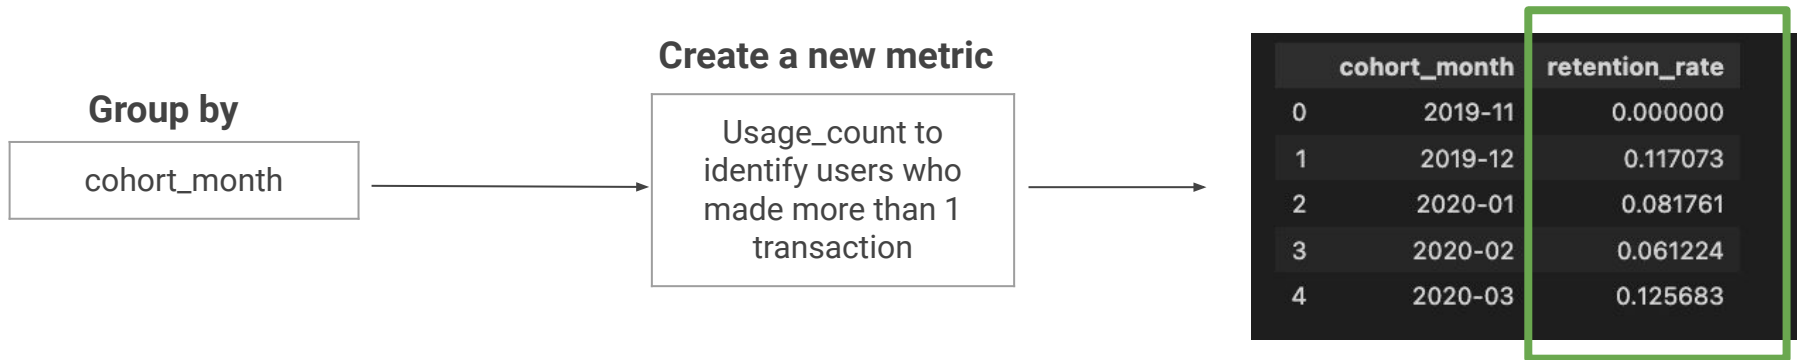 Group by
cohort_month
Create a new metric
Usage_count to
identify users who
made more than 1
transaction
cohort_month retention_rate
0 2019-11 0.000000
1 2019-12 0.117073
2 2020-01 0.081761
3 2020-02 0.061224
4 2020-03 0.125683